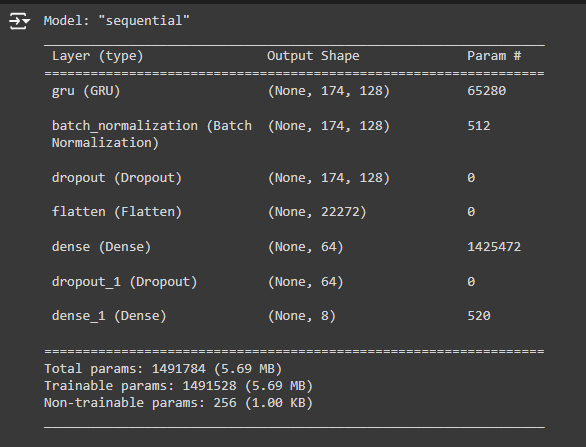 Model: "sequential"
_________________________________________________________________
Layer (type) Output Shape Param #
=================================================================
gru (GRU) (None, 174, 128) 65280
batch_normalization (Batch (None, 174, 128) 512
Normalization)
dropout (Dropout) (None, 174, 128) 0
flatten (Flatten) (None, 22272) 0
dense (Dense) (None, 64) 1425472
dropout_1 (Dropout) (None, 64) 0
dense_1 (Dense) (None, 8) 520
=================================================================
Total params: 1491784 (5.69 MB)
Trainable params: 1491528 (5.69 MB)
Non-trainable params: 256 (1.00 KB)
_________________________________________________________________